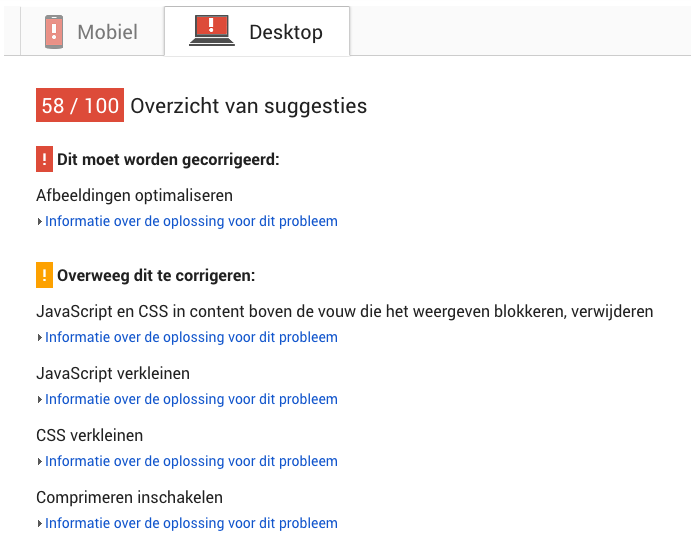 Mobiel
Desktop
58 / 100 Overzicht van suggesties
! Dit moet worden gecorrigeerd:
Afbeeldingen optimaliseren
Informatie over de oplossing voor dit probleem
! Overweeg dit te corrigeren:
JavaScript en CSS in content boven de vouw die het weergeven blokkeren, verwijderen
Informatie over de oplossing voor dit probleem
JavaScript verkleinen
Informatie over de oplossing voor dit probleem
CSS verkleinen
Informatie over de oplossing voor dit probleem
Comprimeren inschakelen
Informatie over de oplossing voor dit probleem